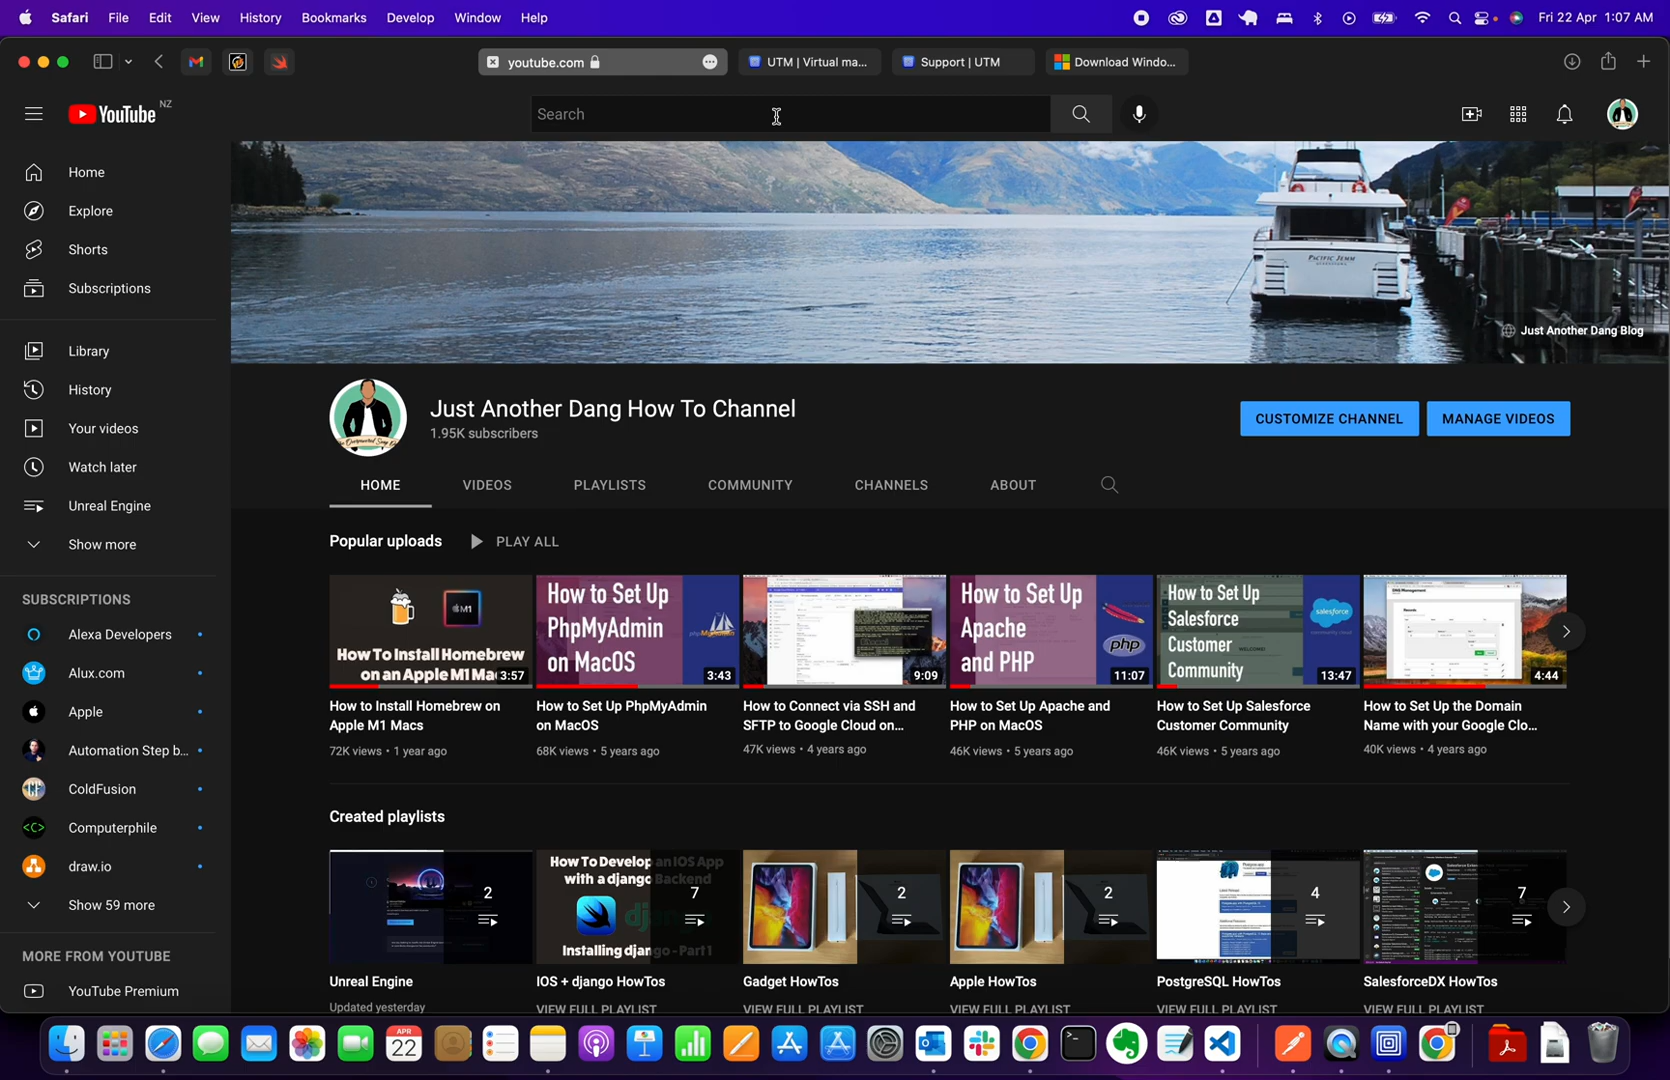 Safari File Edit View History Bookmarks Develop Window Help Fri 22 Apr 1:07 AM
youtube.com UTM | Virtual ma... Support | UTM Download Windo...
YouTube NZ
Search
Home
Explore
Shorts
Subscriptions
Library
History
Your videos
Watch later
Unreal Engine
Show more
SUBSCRIPTIONS
Alexa Developers
Alux.com
Apple
Automation Step b...
ColdFusion
Computerphile
draw.io
Show 59 more
MORE FROM YOUTUBE
YouTube Premium
PACIFIC JEMM
Just Another Dang Blog
Just Another Dang How To Channel
1.95K subscribers
CUSTOMIZE CHANNEL MANAGE VIDEOS
HOME VIDEOS PLAYLISTS COMMUNITY CHANNELS ABOUT
Popular uploads PLAY ALL
M1
How To Install Homebrew
on an Apple M1 Ma
3:57
How to Install Homebrew on
Apple M1 Macs
72K views • 1 year ago
How to Set Up
PhpMyAdmin
on MacOS
3:43
How to Set Up PhpMyAdmin
on MacOS
68K views • 5 years ago
9:09
How to Connect via SSH and
SFTP to Google Cloud on...
47K views • 4 years ago
How to Set Up
Apache
and PHP
php
11:07
How to Set Up Apache and
PHP on MacOS
46K views • 5 years ago
How to Set Up
Salesforce
Customer
Community
salesforce
13:47
How to Set Up Salesforce
Customer Community
46K views • 5 years ago
4:44
How to Set Up the Domain
Name with your Google Clo...
40K views • 4 years ago
Created playlists
2
Unreal Engine
Updated yesterday
How To Develop an IOS App
with a django Backend
dj
Installing django - Part1
7
IOS + django HowTos
VIEW FULL PLAYLIST
2
Gadget HowTos
VIEW FULL PLAYLIST
2
Apple HowTos
VIEW FULL PLAYLIST
4
PostgreSQL HowTos
VIEW FULL PLAYLIST
7
SalesforceDX HowTos
VIEW FULL PLAYLIST
APR
22